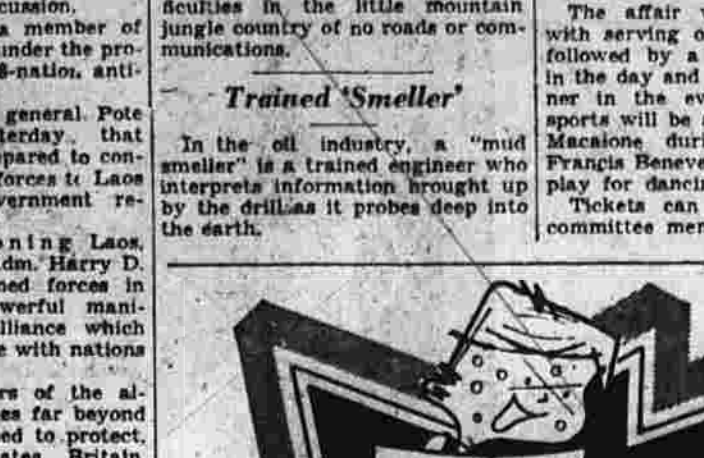 cussion,
a member of
under the pro-
8-nation, anti-
general. Pote
terday, that
pared to con-
forces to Laos
vernment re-
oning Laos,
dm. Harry D.
ned forces in
werful mani-
lliance which
e with nations
rs of the al-
es far beyond
ed to protect,
ates, Britain,
ficulties in the little mountain
jungle country of no roads or com-
munications.
Trained 'Smeller'
In the oil industry, a "mud
smeller" is a trained engineer who
interprets information brought up
by the drill as it probes deep into
the earth.
The affair
with serving o
followed by a
in the day and
ner in the ev
sports will be
Macaione duri
Francis Beneve
play for dancin
Tickets can
committee mem